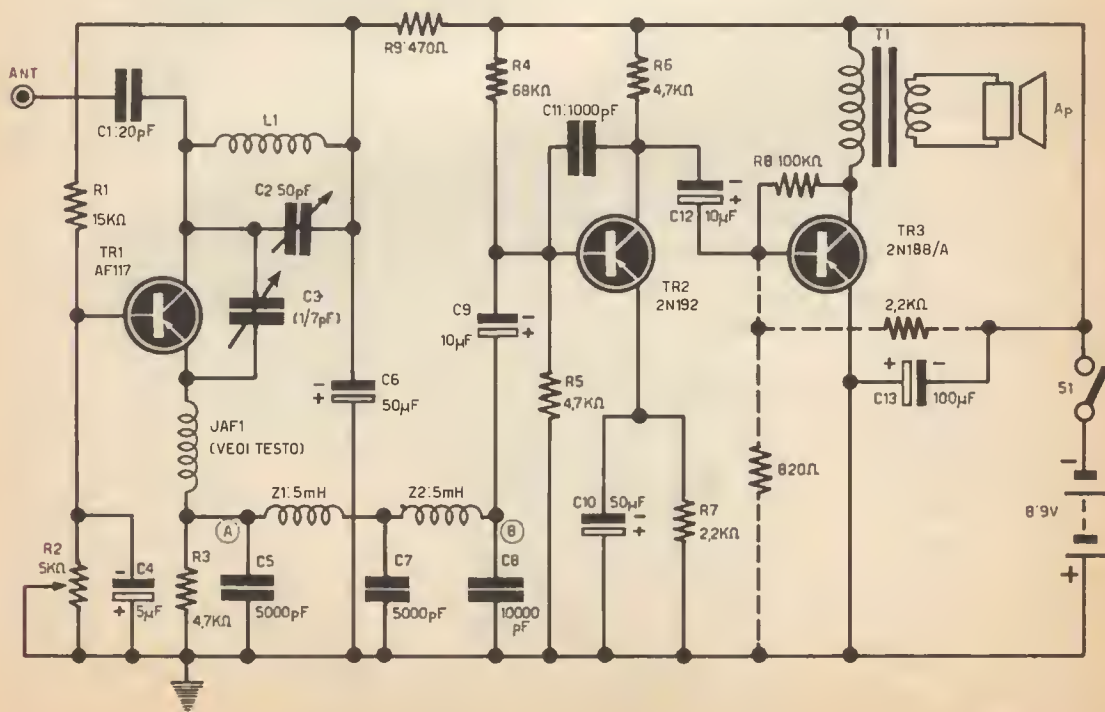 ANT
C1:20pF
R1
15KΩ
TR1
AF117
L1
C2 50pF
C3
(1/7pF)
JAF1
(VEDI TESTO)
R2
5KΩ
C4
5µF
R3
4,7KΩ
A
C5
5000pF
Z1:5mH
C6
50µF
C7
5000pF
Z2:5mH
B
C8
10000
pF
R9:470Ω
R4
68KΩ
C9
10µF
C11:1000pF
R5
4,7KΩ
R6
4,7KΩ
TR2
2N192
C10
50µF
R7
2,2KΩ
C12
10µF
R8 100KΩ
TR3
2N188/A
820Ω
2,2KΩ
C13
100µF
T1
Ap
S1
B:9V